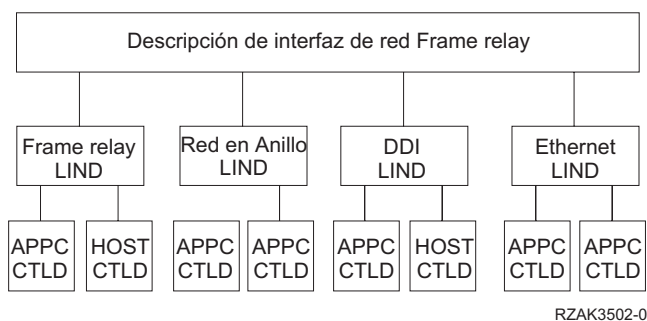 Descripción de interfaz de red Frame relay
Frame relay
LIND
Red en Anillo
LIND
DDI
LIND
Ethernet
LIND
APPC
CTLD
HOST
CTLD
APPC
CTLD
APPC
CTLD
APPC
CTLD
HOST
CTLD
APPC
CTLD
APPC
CTLD
RZAK3502-0